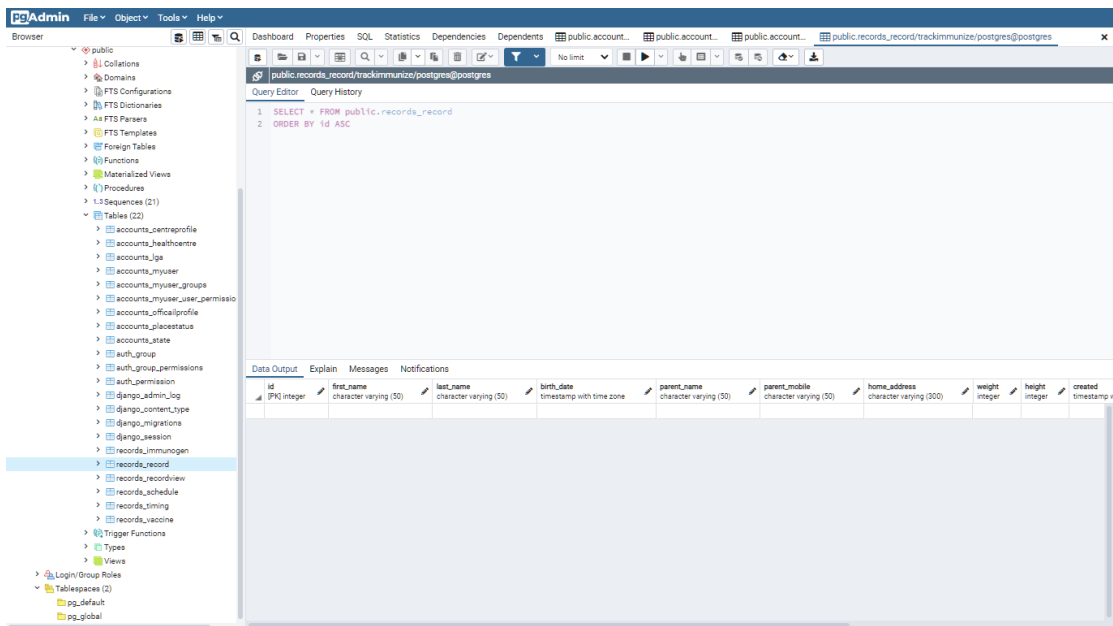 pgAdmin File Object Tools Help
Browser
Dashboard Properties SQL Statistics Dependencies Dependents public.account... public.account... public.account... public.records_record/trackimmunize/postgres@postgres
No limit
public.records_record/trackimmunize/postgres@postgres
Query Editor Query History
1 SELECT * FROM public.records_record
2 ORDER BY id ASC
public
Collations
Domains
FTS Configurations
FTS Dictionaries
FTS Parsers
FTS Templates
Foreign Tables
Functions
Materialized Views
Procedures
1..3 Sequences (21)
Tables (22)
accounts_centreprofile
accounts_healthcentre
accounts_lga
accounts_myuser
accounts_myuser_groups
accounts_myuser_user_permissio
accounts_officailprofile
accounts_placestatus
accounts_state
auth_group
auth_group_permissions
auth_permission
django_admin_log
django_content_type
django_migrations
django_session
records_immunogen
records_record
records_recordview
records_schedule
records_timing
records_vaccine
Trigger Functions
Types
Views
Login/Group Roles
Tablespaces (2)
pg_default
pg_global
Data Output Explain Messages Notifications
id first_name last_name birth_date parent_name parent_mobile home_address weight height created
[PK] integer character varying (50) character varying (50) timestamp with time zone character varying (50) character varying (50) character varying (300) integer integer timestamp w